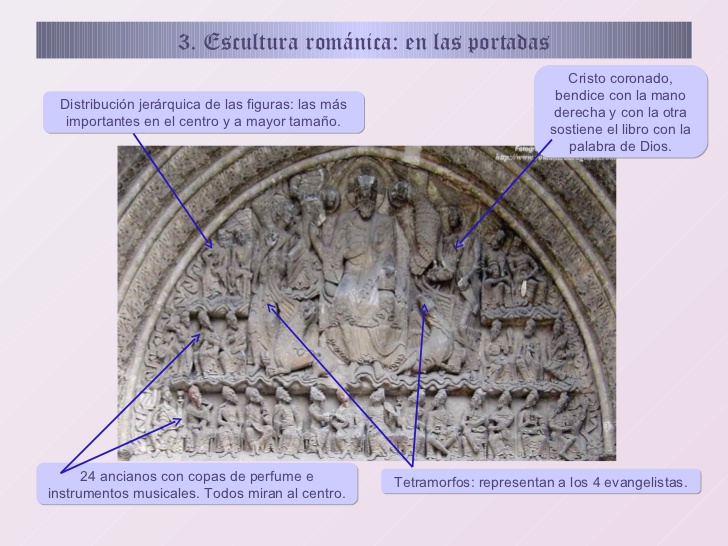 3. Escultura románica: en las portadas
Distribución jerárquica de las figuras: las más
importantes en el centro y a mayor tamaño.
Cristo coronado,
bendice con la mano
derecha y con la otra
sostiene el libro con la
palabra de Dios.
24 ancianos con copas de perfume e
instrumentos musicales. Todos miran al centro.
Tetramorfos: representan a los 4 evangelistas.